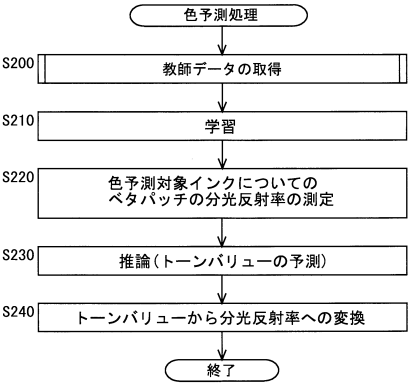 色予測処理
S200
教師データの取得
S210
学習
S220
色予測対象インクについての
ベタパッチの分光反射率の測定
S230
推論(トーンバリューの予測)
S240
トーンバリューから分光反射率への変換
終了